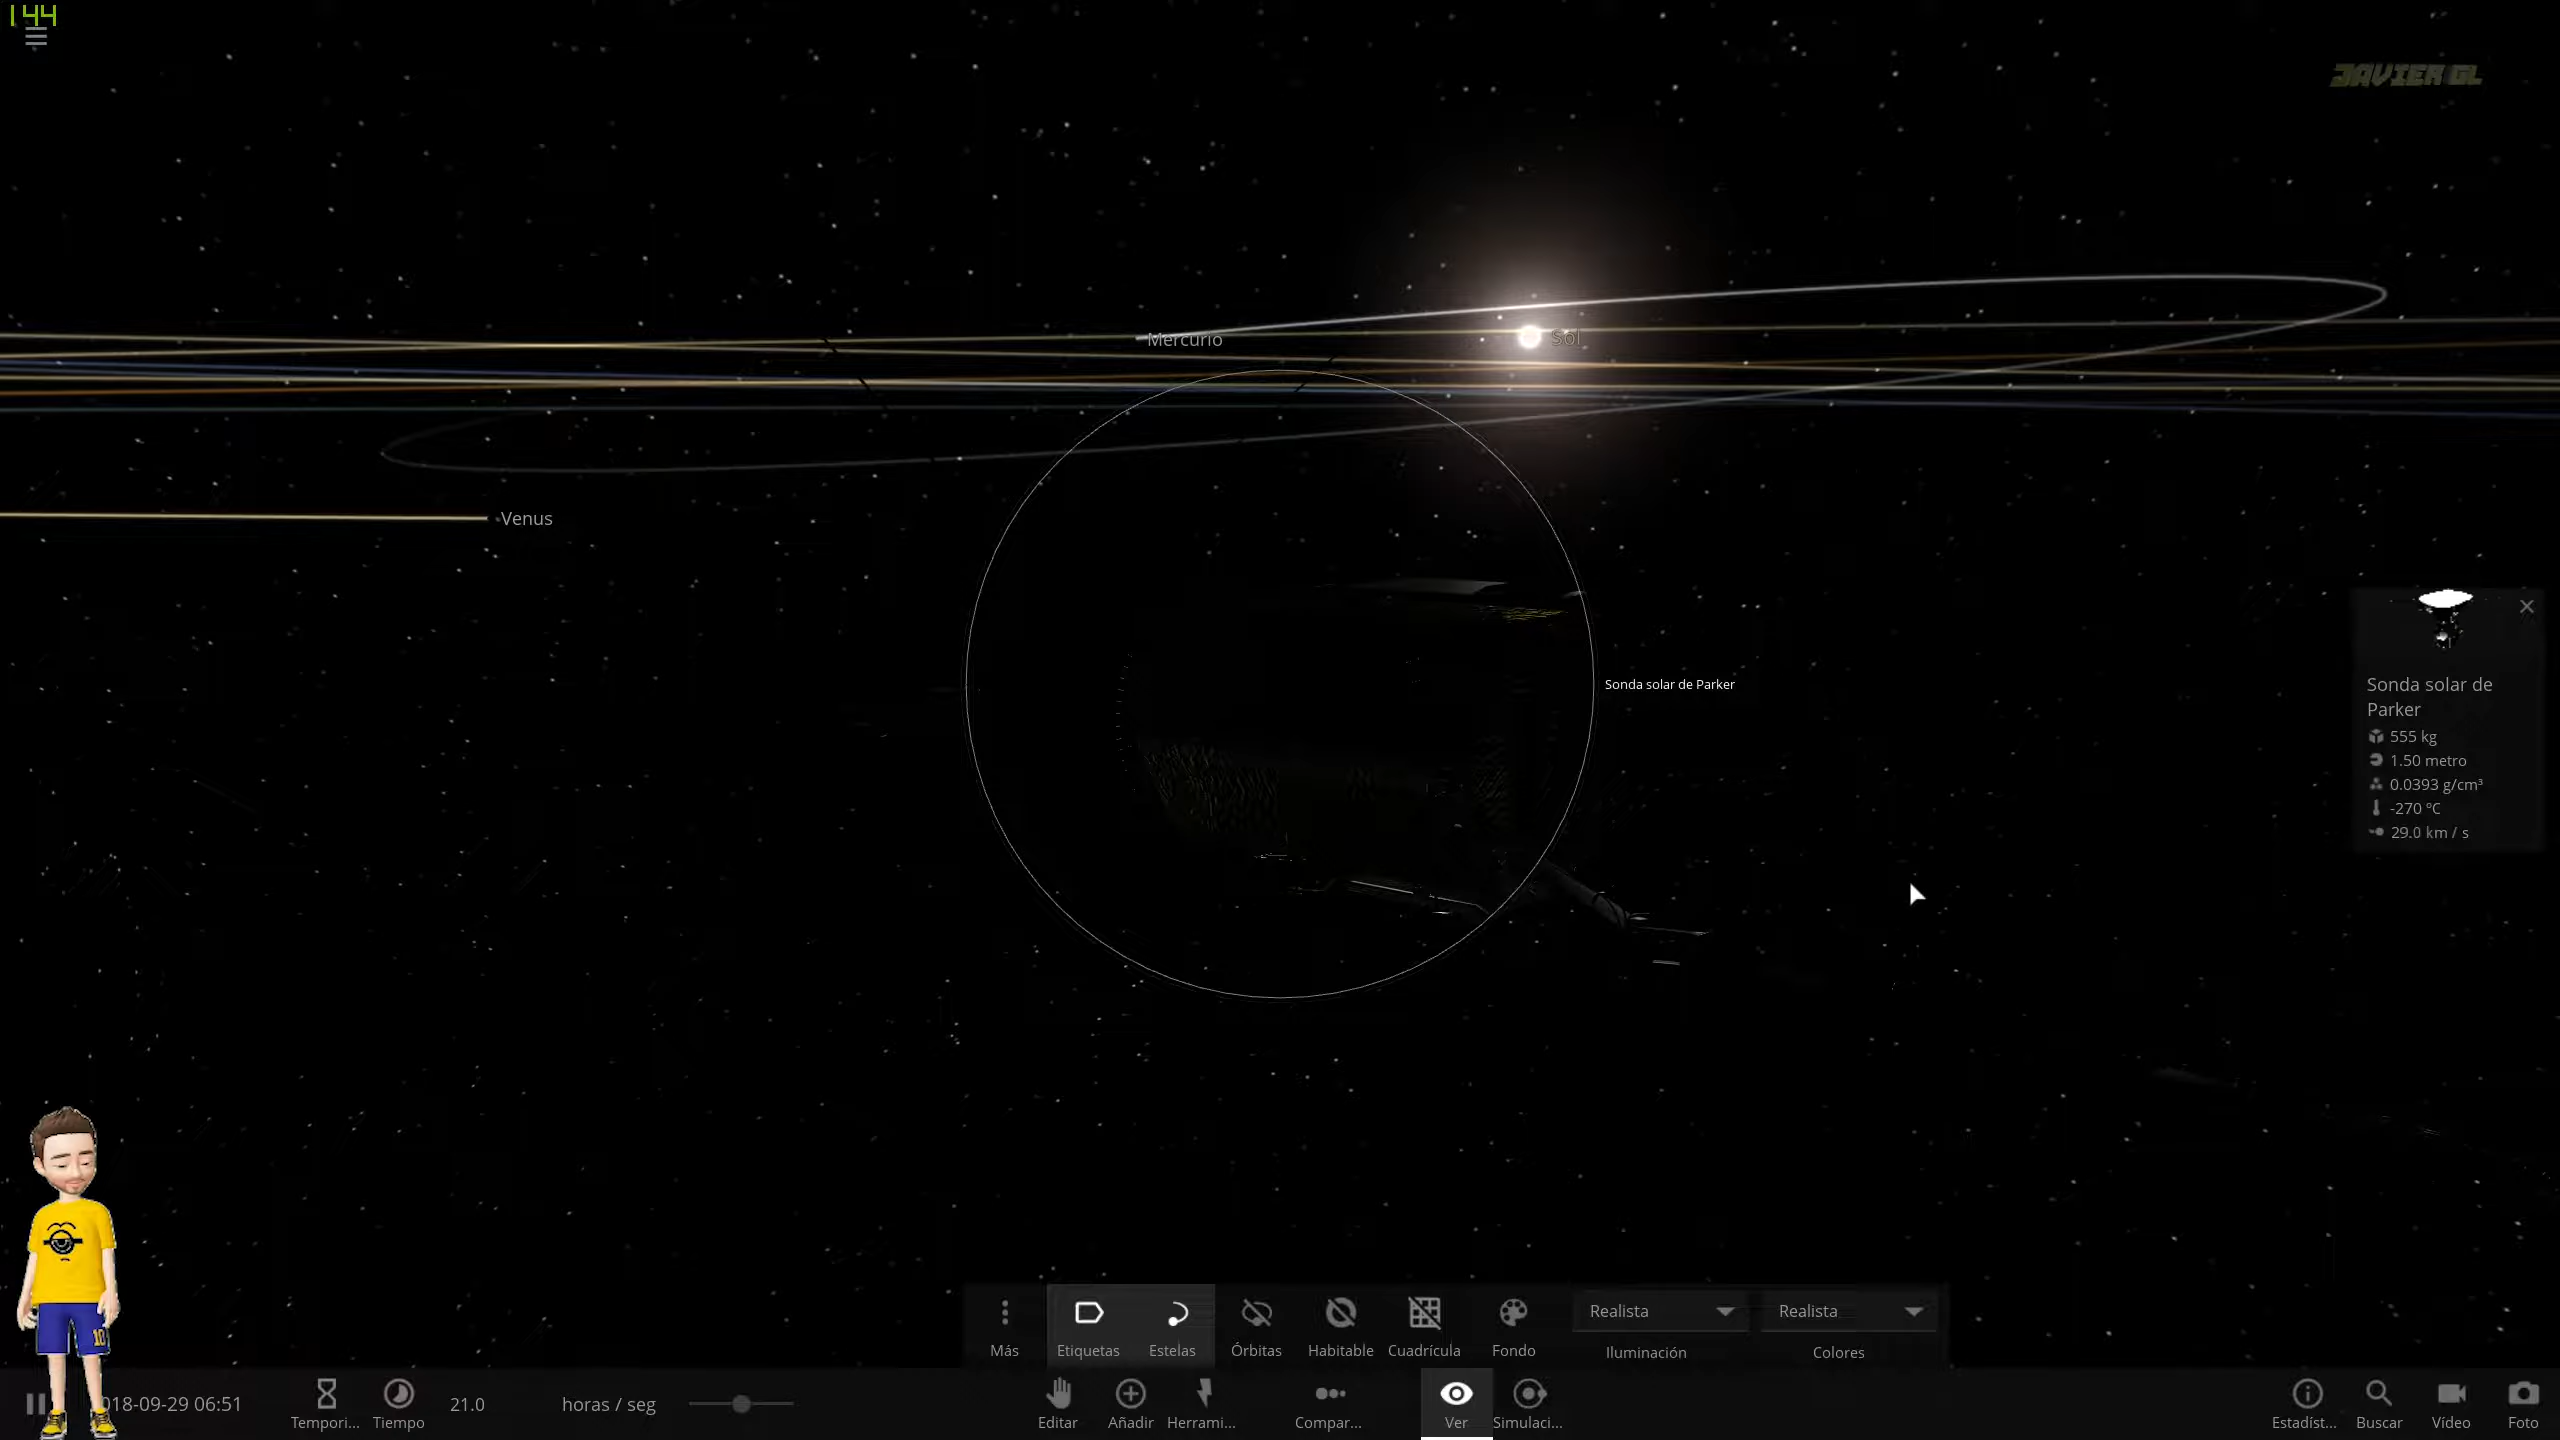 144
JAVIER GL
Mercurio
Sol
Venus
Sonda solar de Parker
Sonda solar de
Parker
555 kg
1.50 metro
0.0393 g/cm³
-270 °C
29.0 km / s
10
Más
Etiquetas
Estelas
Órbitas
Habitable
Cuadrícula
Fondo
Realista
Iluminación
Realista
Colores
018-09-29 06:51
Tempori...
Tiempo
21.0
horas / seg
Editar
Añadir
Herrami...
Compar...
Ver
Simulaci...
Estadíst...
Buscar
Vídeo
Foto